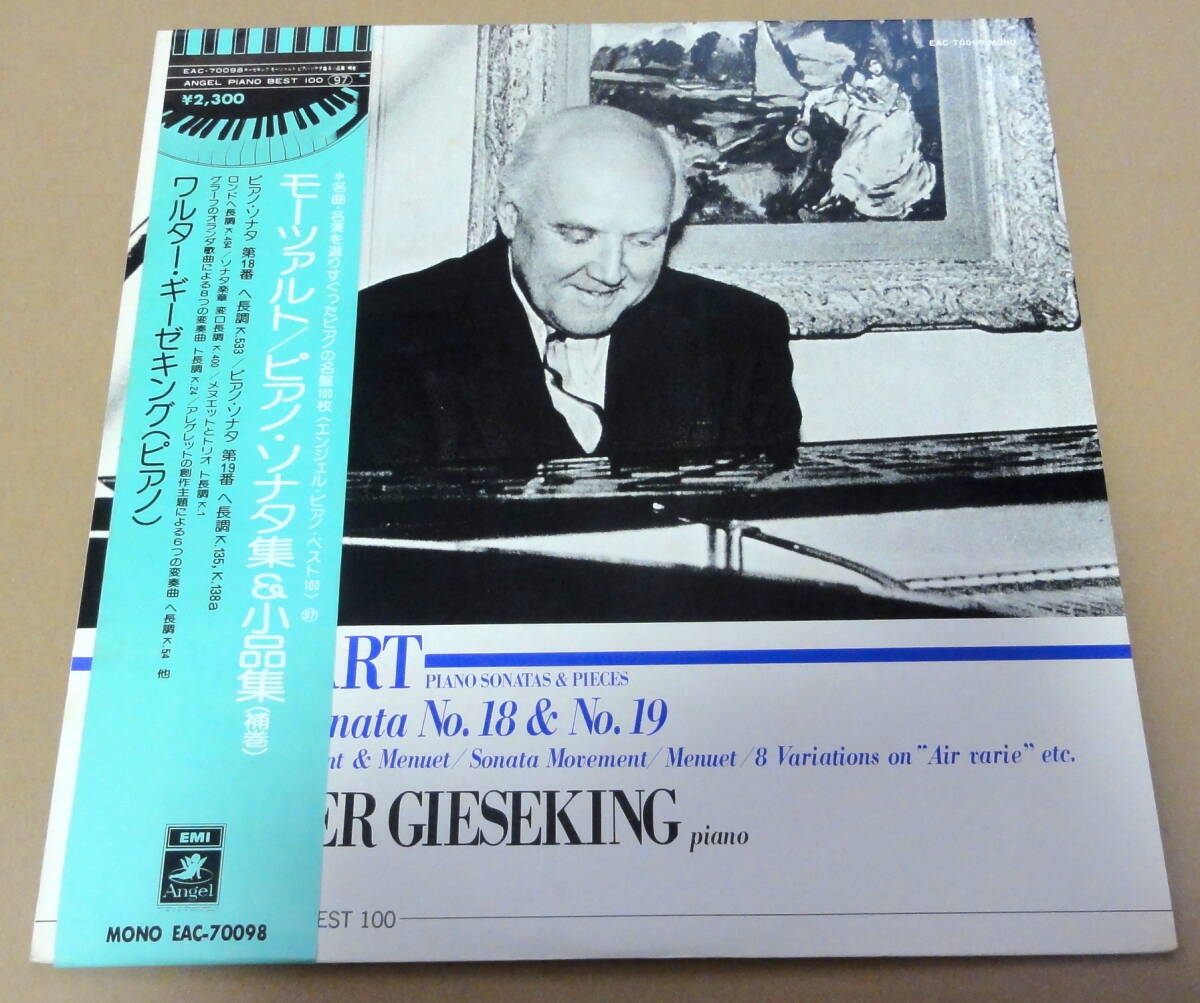 EAC-70098 MONO
EAC-70098
ANGEL PIANO BEST 100 97
¥2,300
*名曲・名演を選りすぐったピアノの名盤100枚〈エンジェル・ピアノ・ベスト100〉97
モーツァルト/ピアノ・ソナタ集&小品集(補巻)
ピアノ・ソナタ 第18番 ヘ長調 K.533/ピアノ・ソナタ 第19番 ヘ長調 K.135, K.138a
ロンドヘ長調 K.494/ソナタ楽章 変ロ長調 K.400/メヌエットとトリオ ト長調 K.1
グラーフのオランダ歌曲による8つの変奏曲 ト長調 K.24/アレグレットの創作主題による6つの変奏曲 ヘ長調 K.54 他
ワルター・ギーゼキング(ピアノ)
EMI
Angel
MONO EAC-70098
ART PIANO SONATAS & PIECES
nata No. 18 & No. 19
nt & Menuet/Sonata Movement/Menuet/8 Variations on "Air varie" etc.
ER GIESEKING piano
EST 100